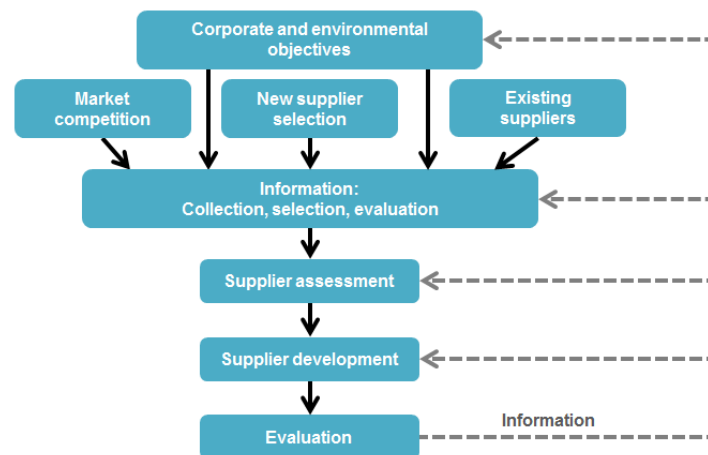 Corporate and environmental
objectives
Market
competition
New supplier
selection
Existing
suppliers
Information:
Collection, selection, evaluation
Supplier assessment
Supplier development
Evaluation
Information